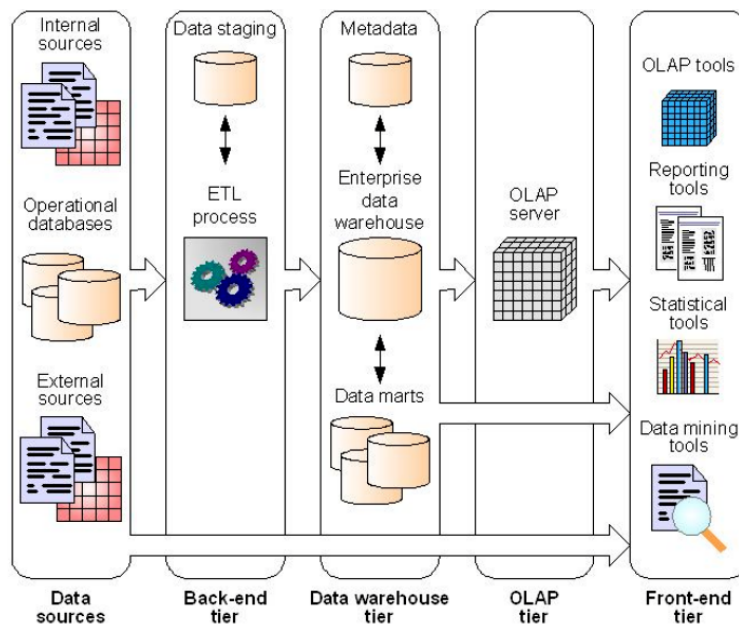 Internal
sources
Operational
databases
External
sources
Data
sources
Data staging
ETL
process
Back-end
tier
Metadata
Enterprise
data
warehouse
Data marts
Data warehouse
tier
OLAP
server
OLAP
tier
OLAP tools
Reporting
tools
Statistical
tools
Data mining
tools
Front-end
tier